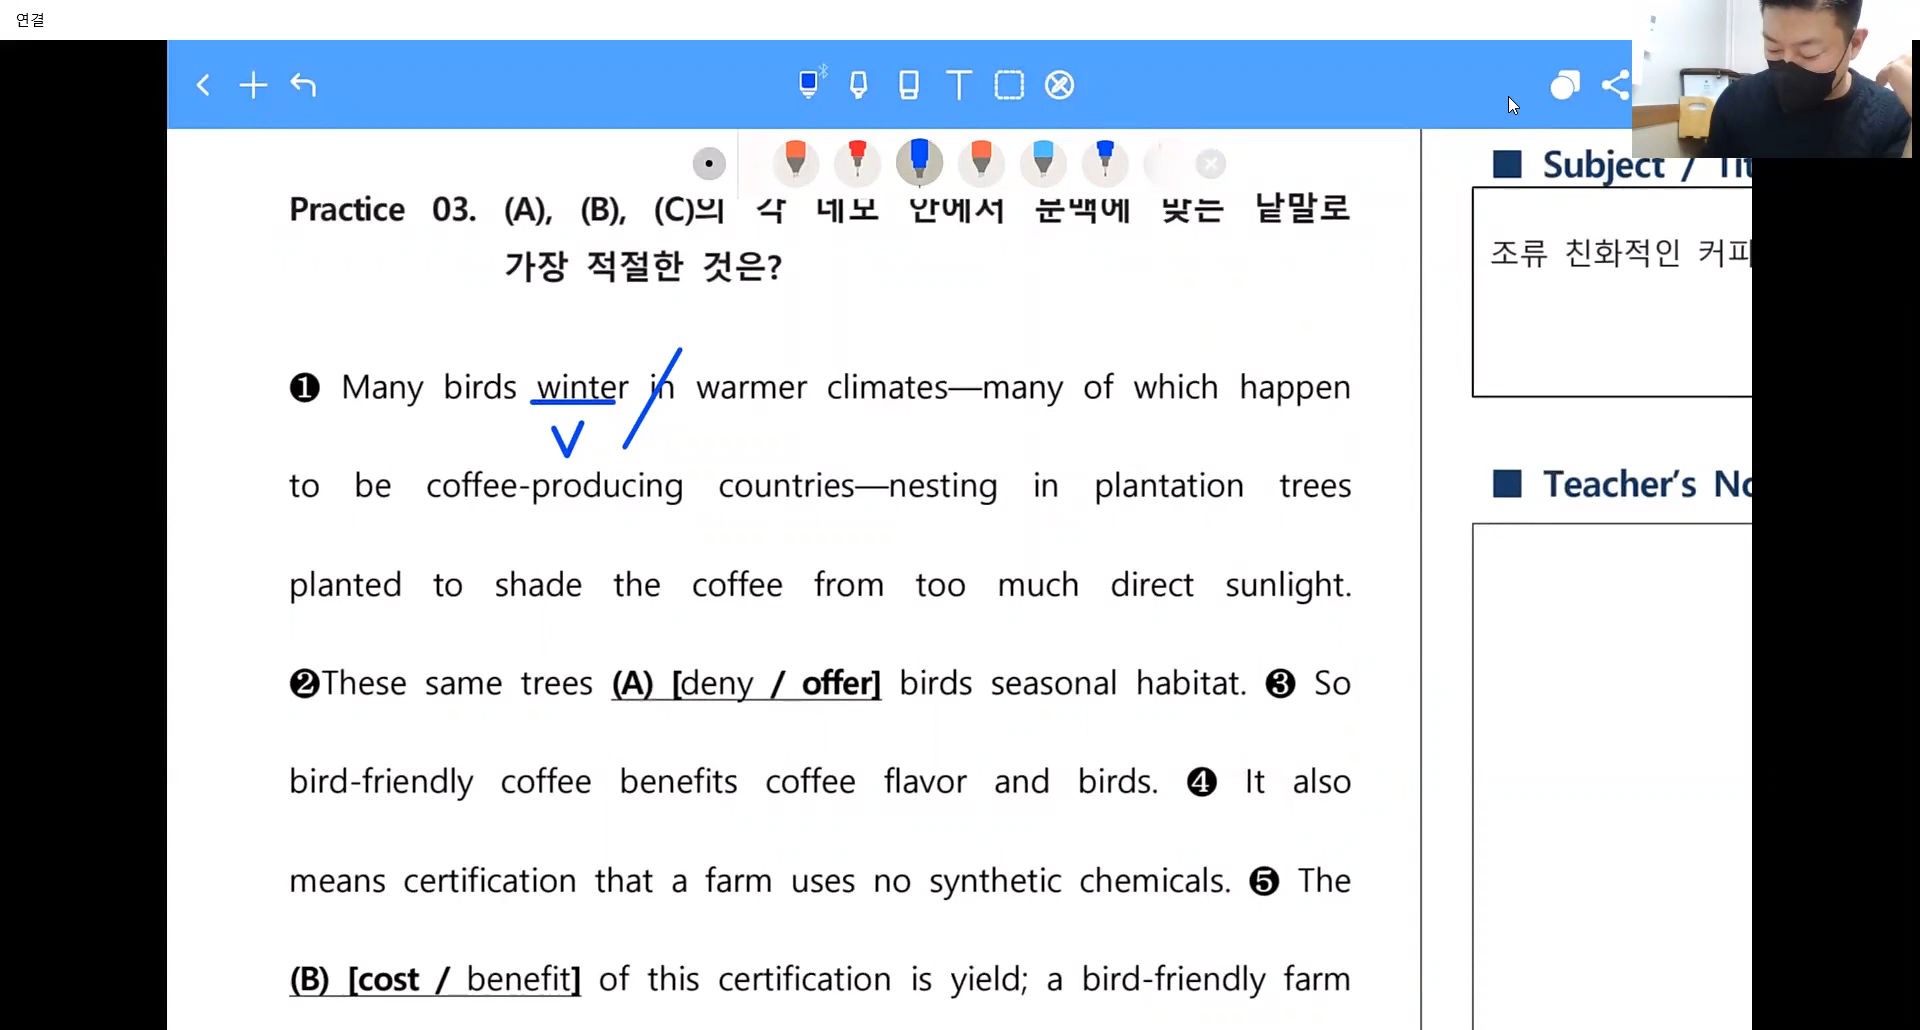 연결
Practice 03. (A), (B), (C)의 각 네모 안에서 문맥에 맞는 낱말로
가장 적절한 것은?
❶ Many birds winter in warmer climates—many of which happen
V
to be coffee-producing countries—nesting in plantation trees
planted to shade the coffee from too much direct sunlight.
❷These same trees (A) [deny / offer] birds seasonal habitat. ❸ So
bird-friendly coffee benefits coffee flavor and birds. ❹ It also
means certification that a farm uses no synthetic chemicals. ❺ The
(B) [cost / benefit] of this certification is yield; a bird-friendly farm
■ Subject /
조류 친화적인 커피
■ Teacher’s